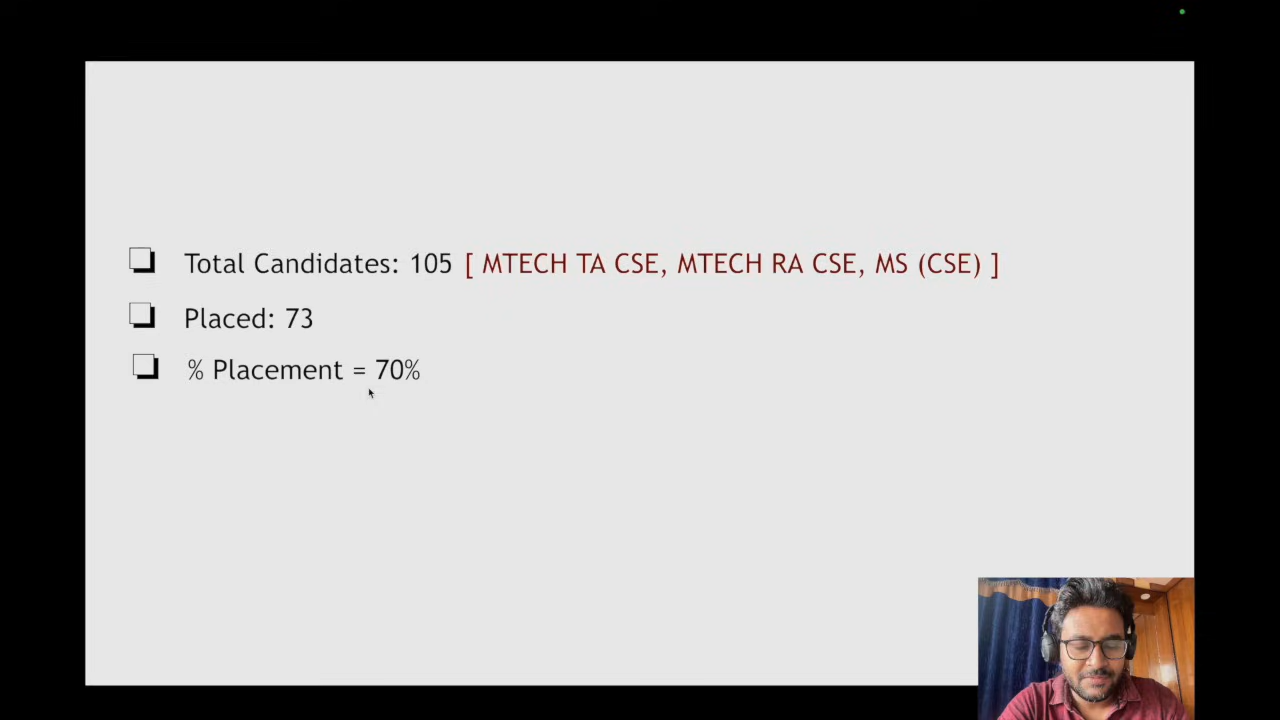 Total Candidates: 105 [ MTECH TA CSE, MTECH RA CSE, MS (CSE) ]
Placed: 73
% Placement = 70%